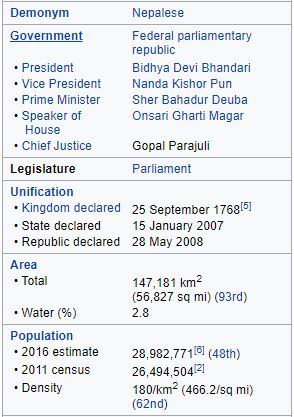 Demonym Nepalese
Government Federal parliamentary
republic
• President Bidhya Devi Bhandari
• Vice President Nanda Kishor Pun
• Prime Minister Sher Bahadur Deuba
• Speaker of Onsari Gharti Magar
House
• Chief Justice Gopal Parajuli
Legislature Parliament
Unification
• Kingdom declared 25 September 1768[5]
• State declared 15 January 2007
• Republic declared 28 May 2008
Area
• Total 147,181 km2
(56,827 sq mi) (93rd)
• Water (%) 2.8
Population
• 2016 estimate 28,982,771[6] (48th)
• 2011 census 26,494,504[2]
• Density 180/km2 (466.2/sq mi)
(62nd)